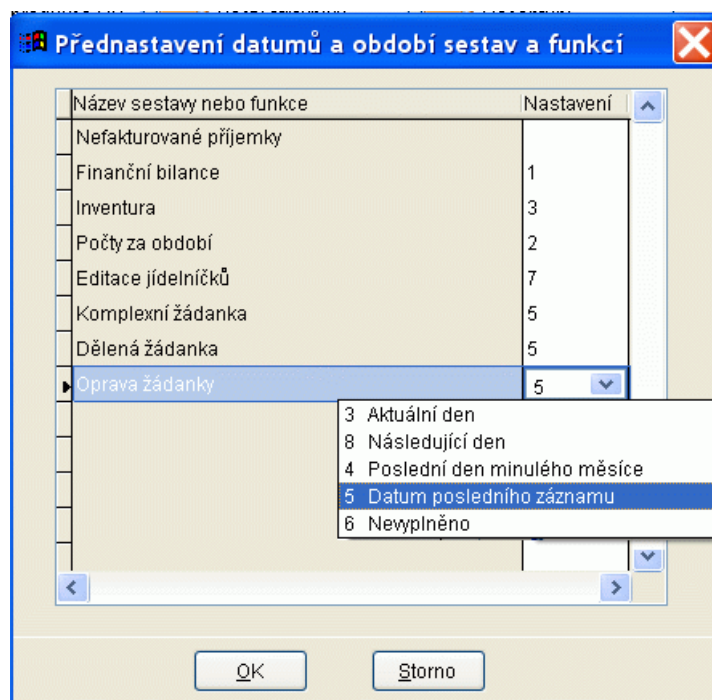 Přednastavení datumů a období sestav a funkcí
Název sestavy nebo funkce Nastavení
Nefakturované příjemky
Finanční bilance 1
Inventura 3
Počty za období 2
Editace jídelníčků 7
Komplexní žádanka 5
Dělená žádanka 5
Oprava žádanky 5
3 Aktuální den
8 Následující den
4 Poslední den minulého měsíce
5 Datum posledního záznamu
6 Nevyplněno
OK Storno